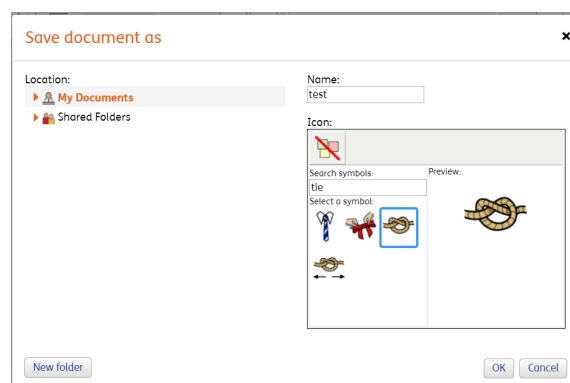 Save document as
Location:
My Documents
Shared Folders
Name:
test
Icon:
Search symbols:
tie
Select a symbol:
Preview:
New folder
OK
Cancel